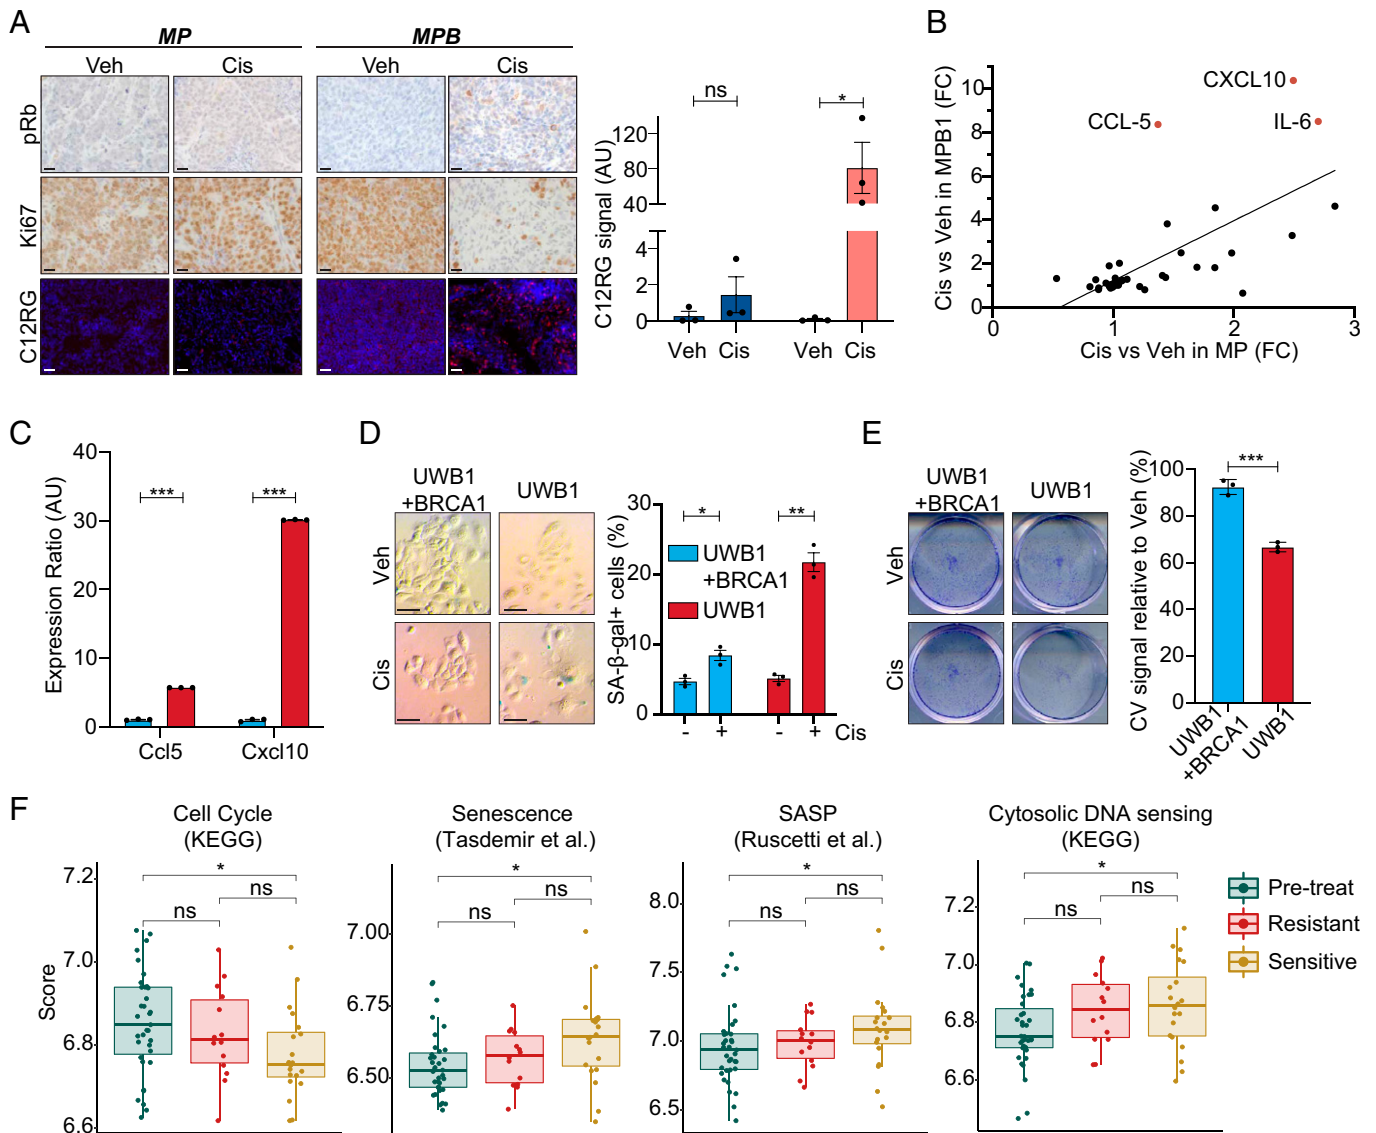 A
MP
MPB
Veh
Cis
Veh
Cis
pRb
Ki67
C12RG
C12RG signal (AU)
120
80
40
4
2
0
ns
*
Veh Cis
Veh Cis
B
Cis vs Veh in MPB1 (FC)
10
8
6
4
2
0
CXCL10
CCL-5
IL-6
0
1
2
3
Cis vs Veh in MP (FC)
C
Expression Ratio (AU)
40
30
20
10
0
***
***
Ccl5
Cxcl10
D
UWB1
+BRCA1
UWB1
Veh
Cis
SA-β-gal+ cells (%)
30
20
10
0
*
**
UWB1
+BRCA1
UWB1
- + - + Cis
E
UWB1
+BRCA1
UWB1
Veh
Cis
CV signal relative to Veh (%)
100
80
60
40
20
0
***
UWB1
+BRCA1
UWB1
F
Cell Cycle
(KEGG)
Score
7.2
7.0
6.8
6.6
*
ns
ns
Senescence
(Tasdemir et al.)
7.00
6.75
6.50
*
ns
ns
SASP
(Ruscetti et al.)
8.0
7.5
7.0
6.5
*
ns
ns
Cytosolic DNA sensing
(KEGG)
7.2
7.0
6.8
6.6
*
ns
ns
Pre-treat
Resistant
Sensitive